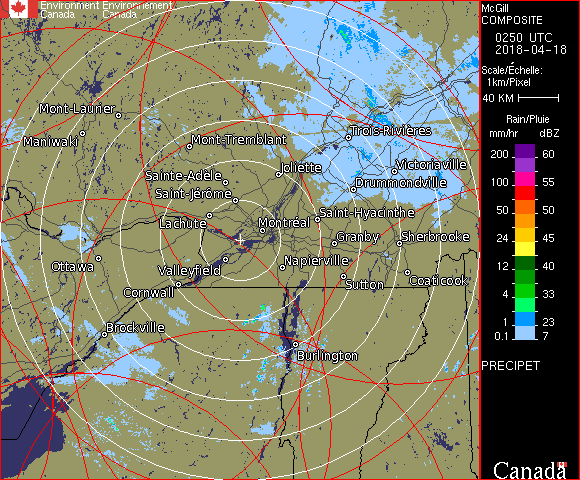 Environment Environnement
Canada Canada
McGill
COMPOSITE
0250 UTC
2018-04-18
Scale/Échelle:
1km/Pixel
40 KM
Rain/Pluie
mm/hr dBZ
200 60
100 55
50 50
24 45
12 40
4 33
1 23
0.1 7
PRECIPET
Canada
Mont-Laurier
Maniwaki
Mont-Tremblant
Trois-Rivières
Joliette
Victoriaville
Sainte-Adèle
Drummondville
Saint-Jérôme
Saint-Hyacinthe
Lachute
Montréal
Granby
Sherbrooke
Ottawa
Valleyfield
Napierville
Coaticook
Sutton
Cornwall
Brockville
Burlington